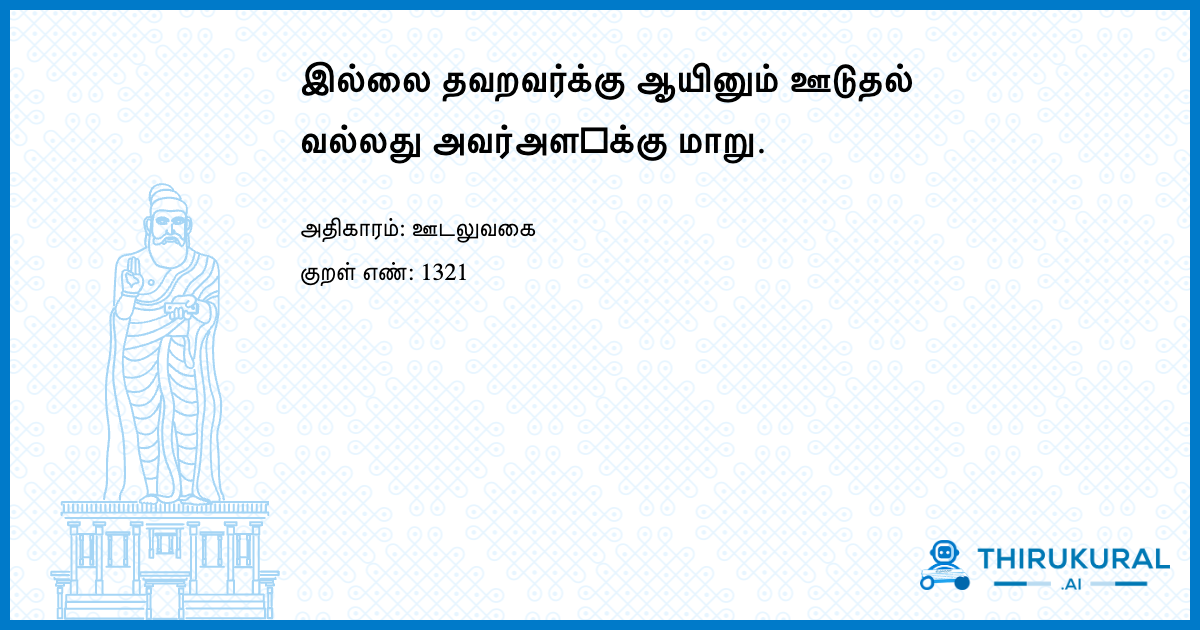 இல்லை தவறவர்க்கு ஆயினும் ஊடுதல்
வல்லது அவர்அள□க்கு மாறு.
அதிகாரம்: ஊடலுவகை
குறள் எண்: 1321
THIRUKURAL
.AI